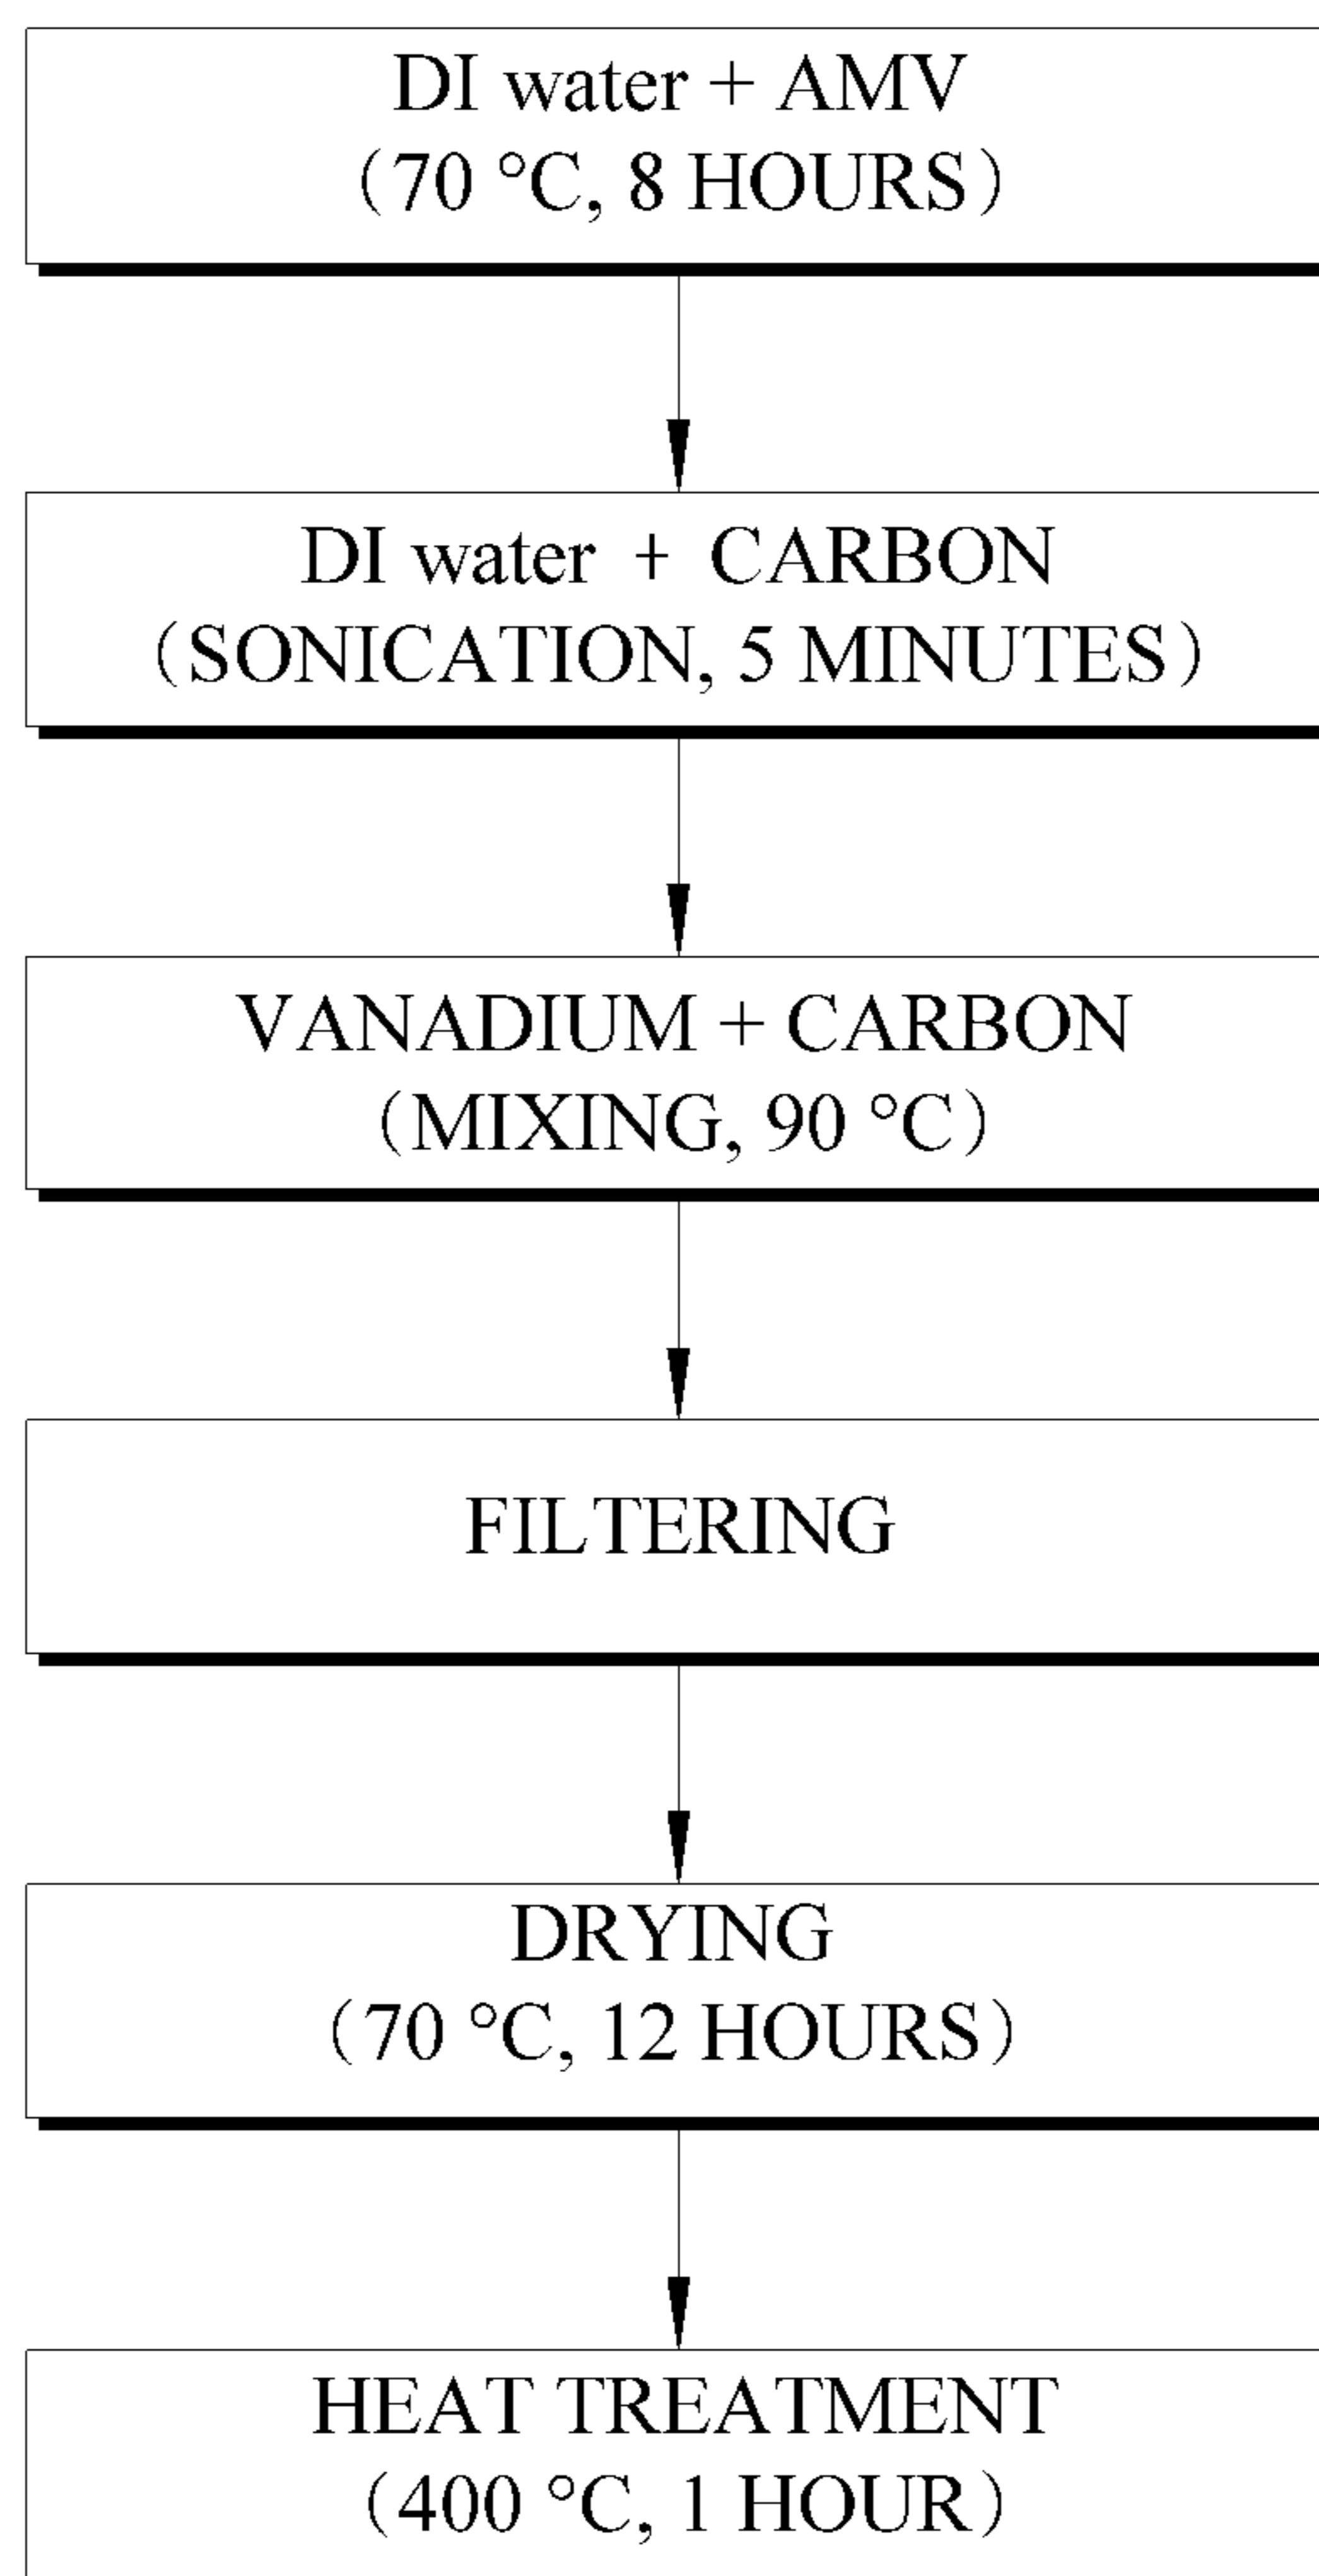 DI water + AMV
(70 °C, 8 HOURS)
DI water + CARBON
(SONICATION, 5 MINUTES)
VANADIUM + CARBON
(MIXING, 90 °C)
FILTERING
DRYING
(70 °C, 12 HOURS)
HEAT TREATMENT
(400 °C, 1 HOUR)